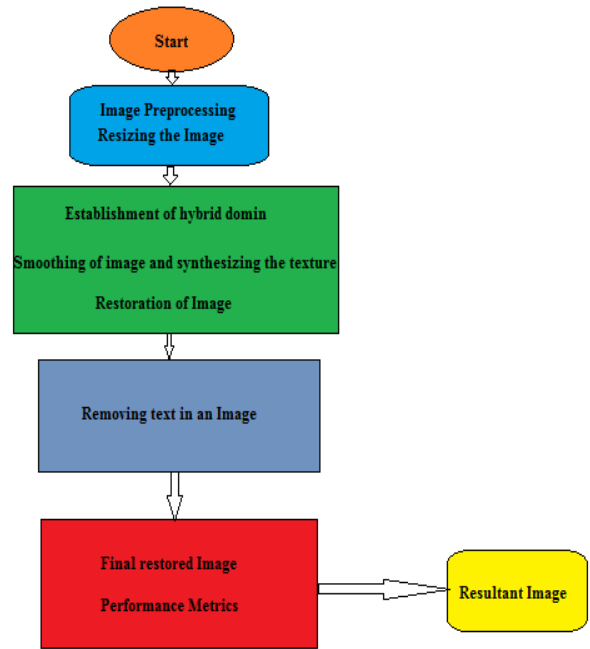 Start
Image Preprocessing
Resizing the Image
Establishment of hybrid domin
Smoothing of image and synthesizing the texture
Restoration of Image
Removing text in an Image
Final restored Image
Performance Metrics
Resultant Image